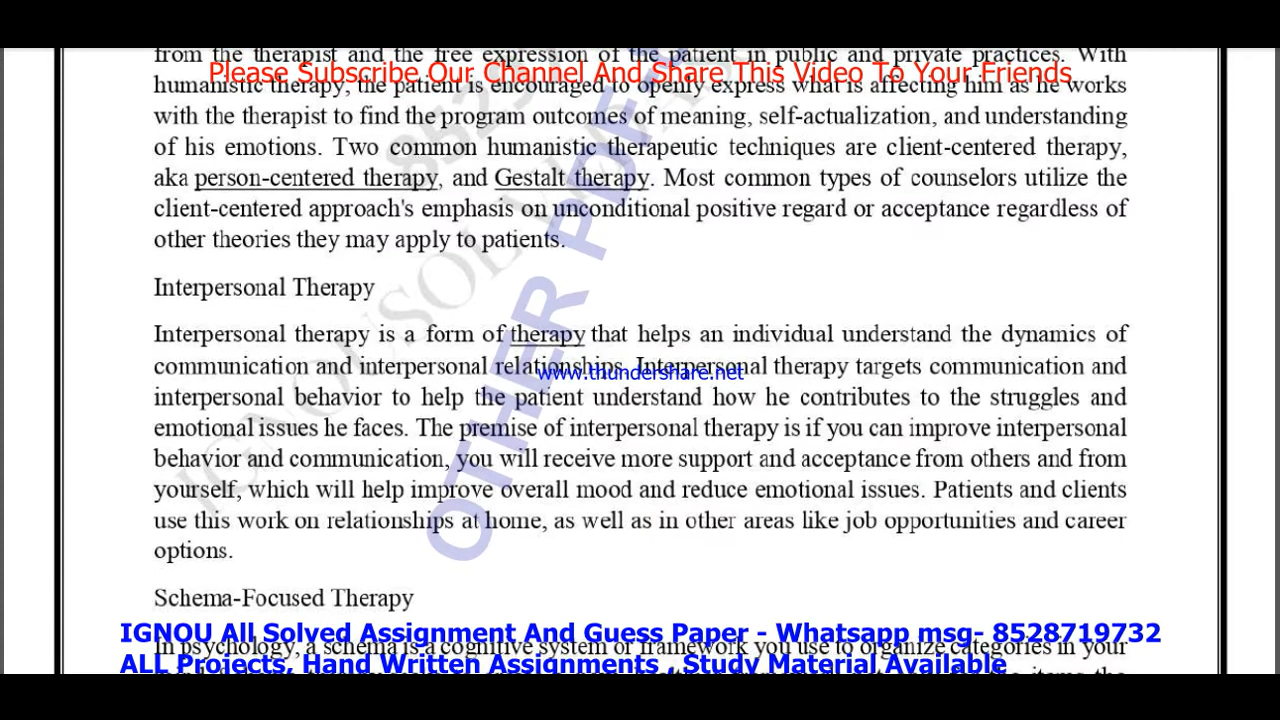 from the therapist and the free expression of the patient in public and private practices. With
Please Subscribe Our Channel And Share This Video To Your Friends
humanistic therapy, the patient is encouraged to openly express what is affecting him as he works
with the therapist to find the program outcomes of meaning, self-actualization, and understanding
of his emotions. Two common humanistic therapeutic techniques are client-centered therapy,
aka person-centered therapy, and Gestalt therapy. Most common types of counselors utilize the
client-centered approach's emphasis on unconditional positive regard or acceptance regardless of
other theories they may apply to patients.
Interpersonal Therapy
Interpersonal therapy is a form of therapy that helps an individual understand the dynamics of
communication and interpersonal relationships. Interpersonal therapy targets communication and
www.thundershare.net
interpersonal behavior to help the patient understand how he contributes to the struggles and
emotional issues he faces. The premise of interpersonal therapy is if you can improve interpersonal
behavior and communication, you will receive more support and acceptance from others and from
yourself, which will help improve overall mood and reduce emotional issues. Patients and clients
use this work on relationships at home, as well as in other areas like job opportunities and career
options.
Schema-Focused Therapy
IGNOU All Solved Assignment And Guess Paper - Whatsapp msg- 8528719732
In psychology, a schema is a cognitive system or framework you use to organize categories in your
ALL Projects, Hand Written Assignments , Study Material Available
OTHER PDF